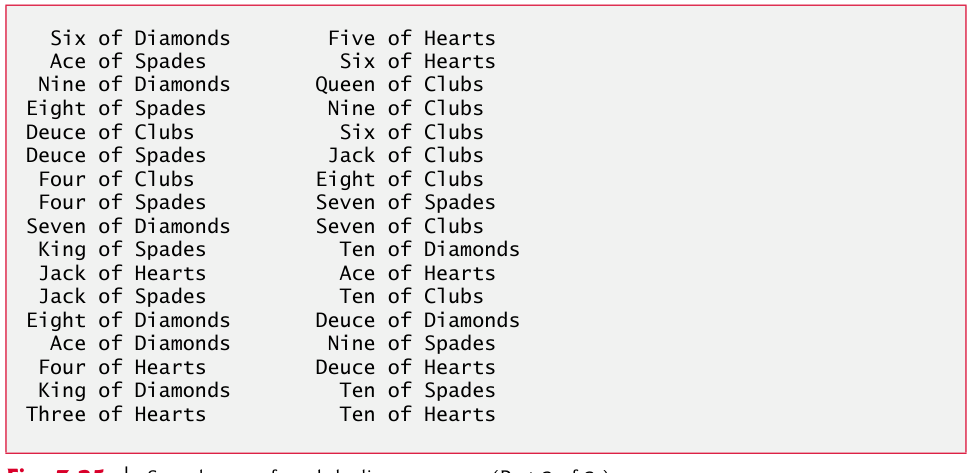 Six of Diamonds Five of Hearts
Ace of Spades Six of Hearts
Nine of Diamonds Queen of Clubs
Eight of Spades Nine of Clubs
Deuce of Clubs Six of Clubs
Deuce of Spades Jack of Clubs
Four of Clubs Eight of Clubs
Four of Spades Seven of Spades
Seven of Diamonds Seven of Clubs
King of Spades Ten of Diamonds
Jack of Hearts Ace of Hearts
Jack of Spades Ten of Clubs
Eight of Diamonds Deuce of Diamonds
Ace of Diamonds Nine of Spades
Four of Hearts Deuce of Hearts
King of Diamonds Ten of Spades
Three of Hearts Ten of Hearts